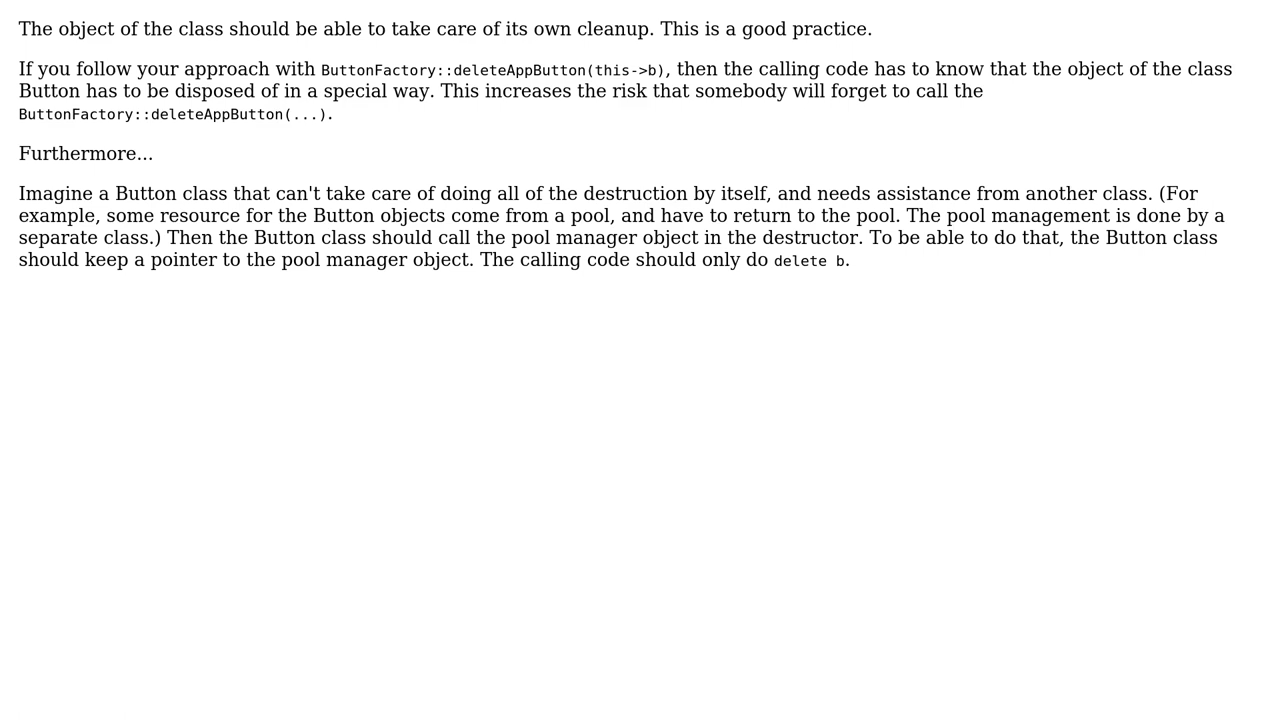 The object of the class should be able to take care of its own cleanup. This is a good practice.
If you follow your approach with ButtonFactory::deleteAppButton(this->b), then the calling code has to know that the object of the class
Button has to be disposed of in a special way. This increases the risk that somebody will forget to call the
ButtonFactory::deleteAppButton(...).
Furthermore...
Imagine a Button class that can't take care of doing all of the destruction by itself, and needs assistance from another class. (For
example, some resource for the Button objects come from a pool, and have to return to the pool. The pool management is done by a
separate class.) Then the Button class should call the pool manager object in the destructor. To be able to do that, the Button class
should keep a pointer to the pool manager object. The calling code should only do delete b.